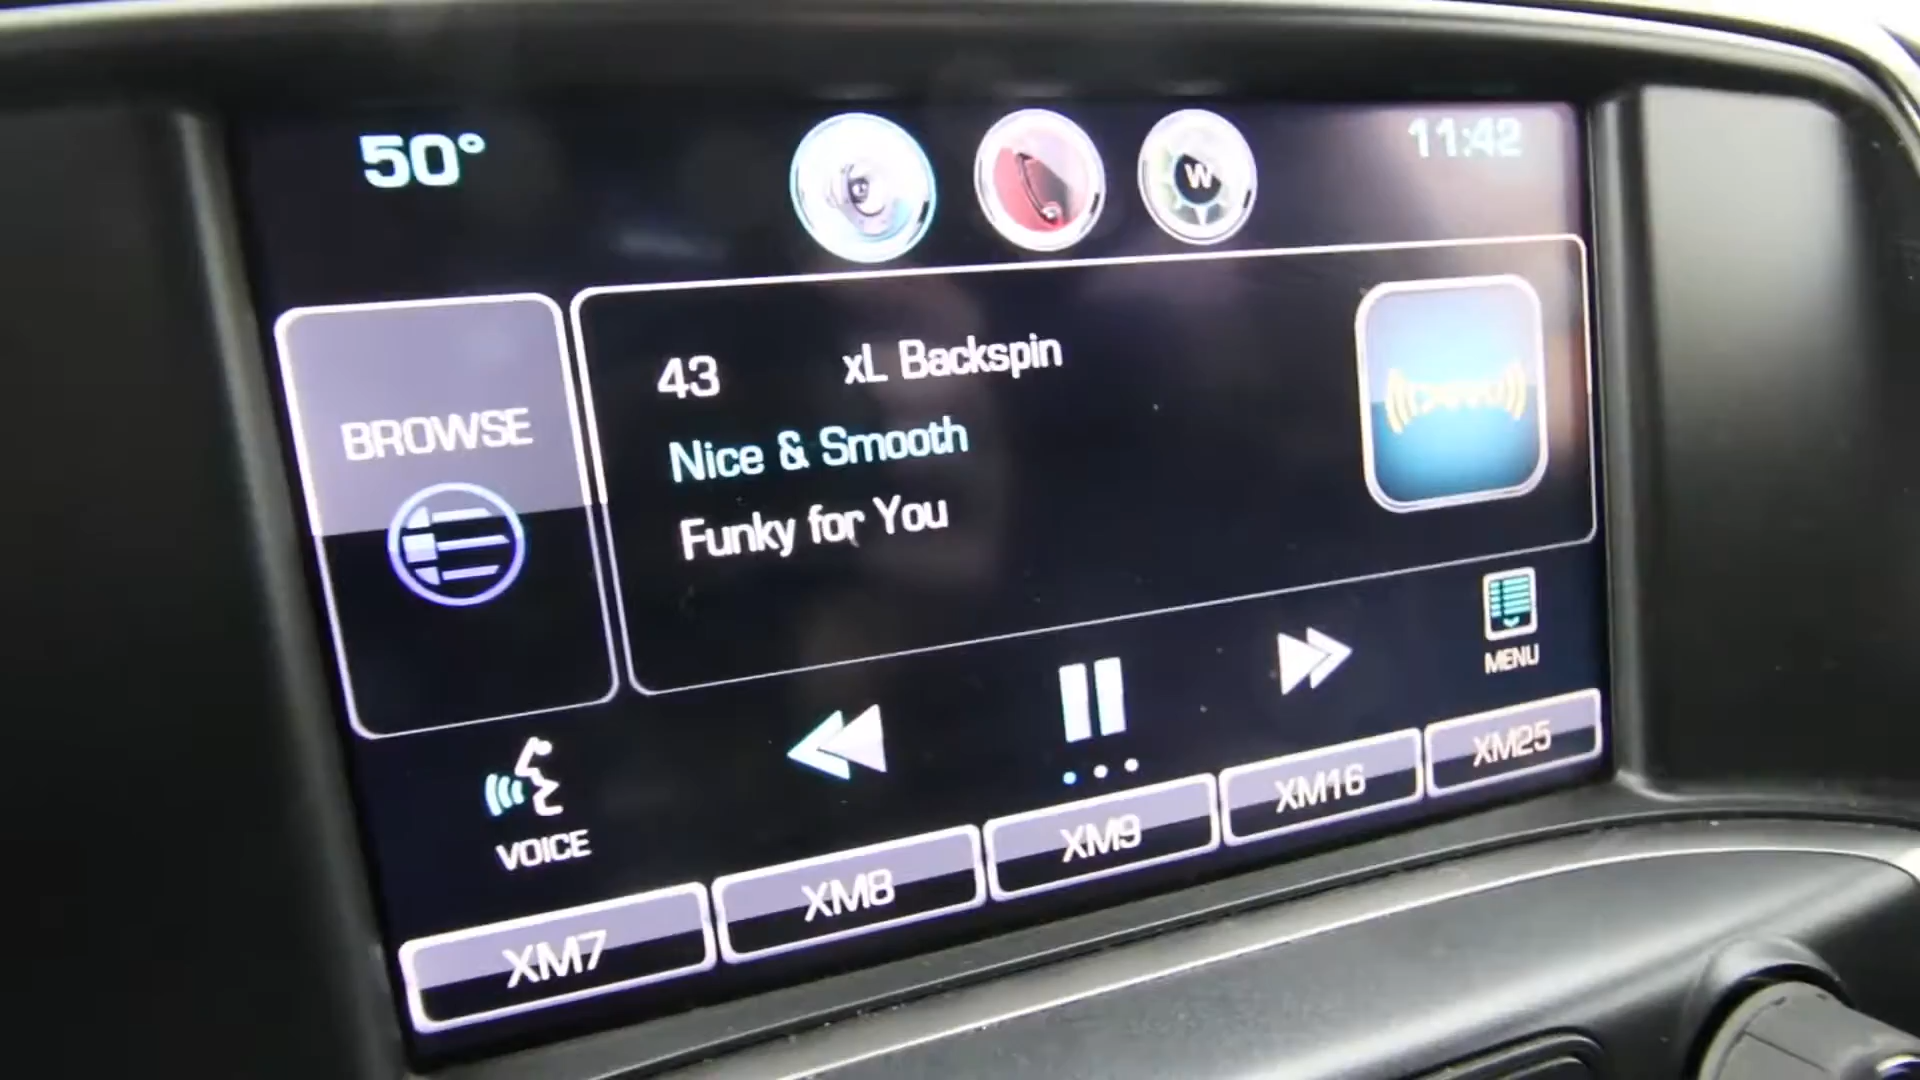 50°
11:42
W
BROWSE
43 xL Backspin
Nice & Smooth
Funky for You
((XM))
MENU
VOICE
XM7
XM8
XM9
XM16
XM25